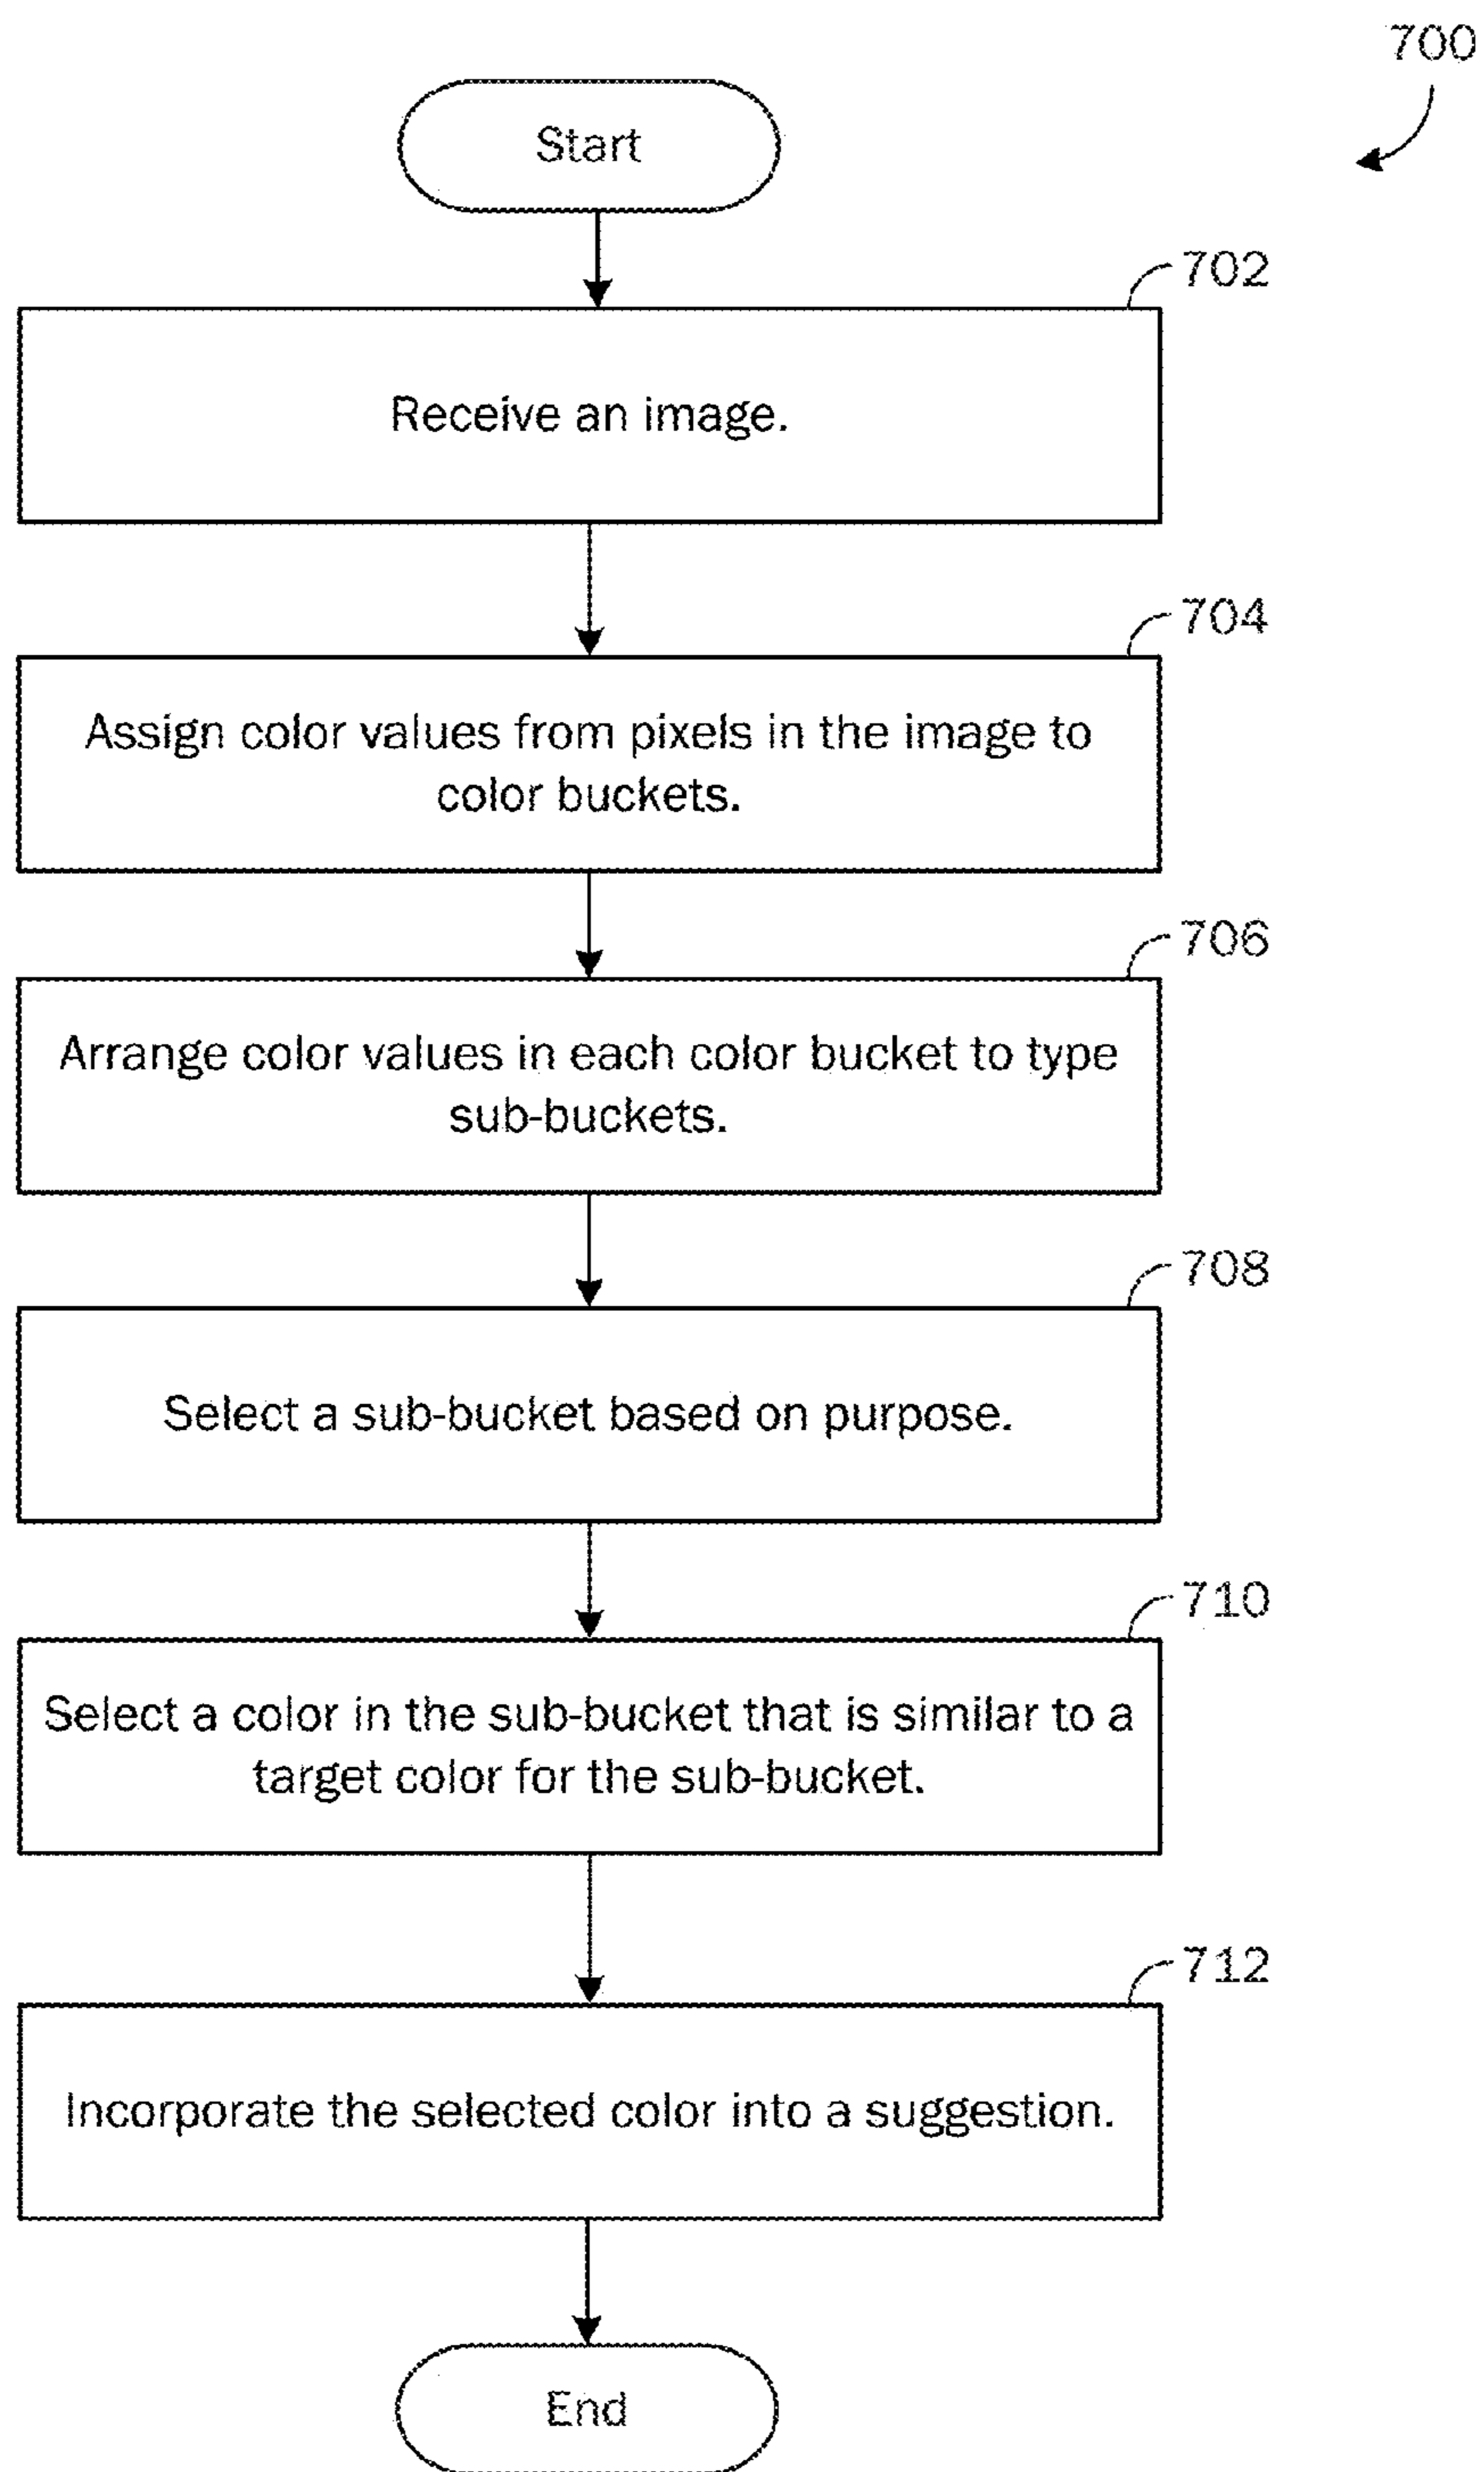 700
Start
702
Receive an image.
704
Assign color values from pixels in the image to
color buckets.
706
Arrange color values in each color bucket to type
sub-buckets.
708
Select a sub-bucket based on purpose.
710
Select a color in the sub-bucket that is similar to a
target color for the sub-bucket.
712
Incorporate the selected color into a suggestion.
End